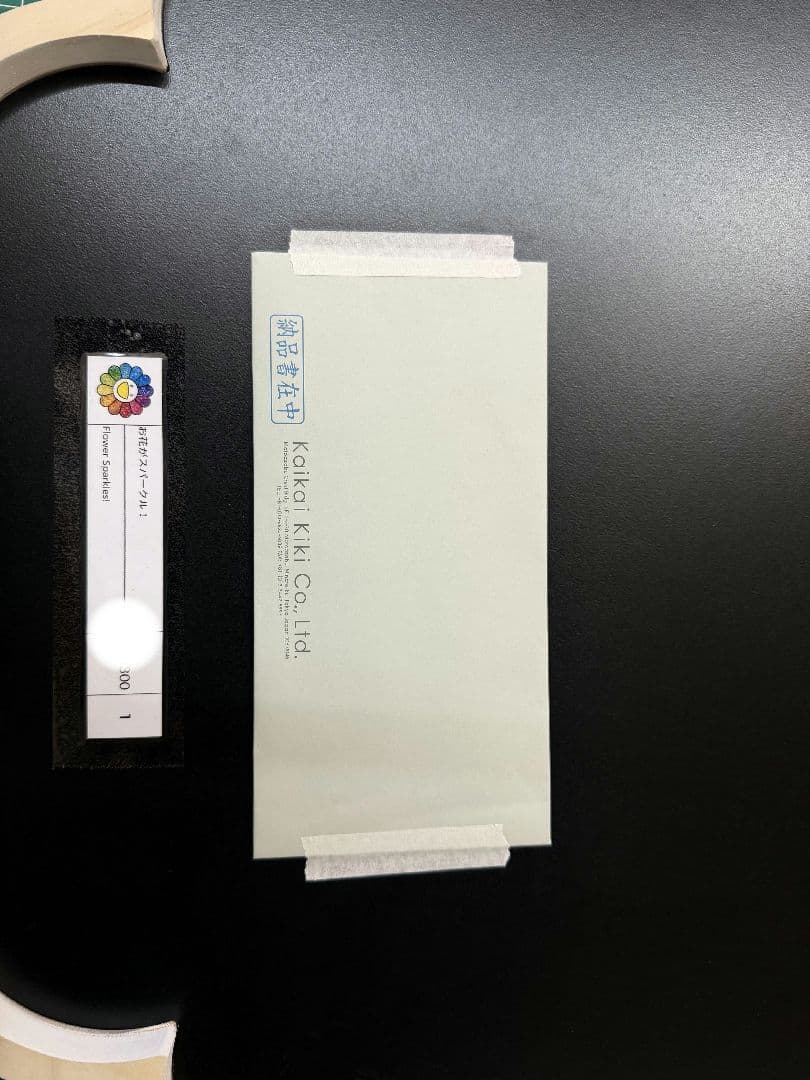 お花がスパークル！
Flower Sparkles!
300
1
納品書在中
Kaikai Kiki Co., Ltd.